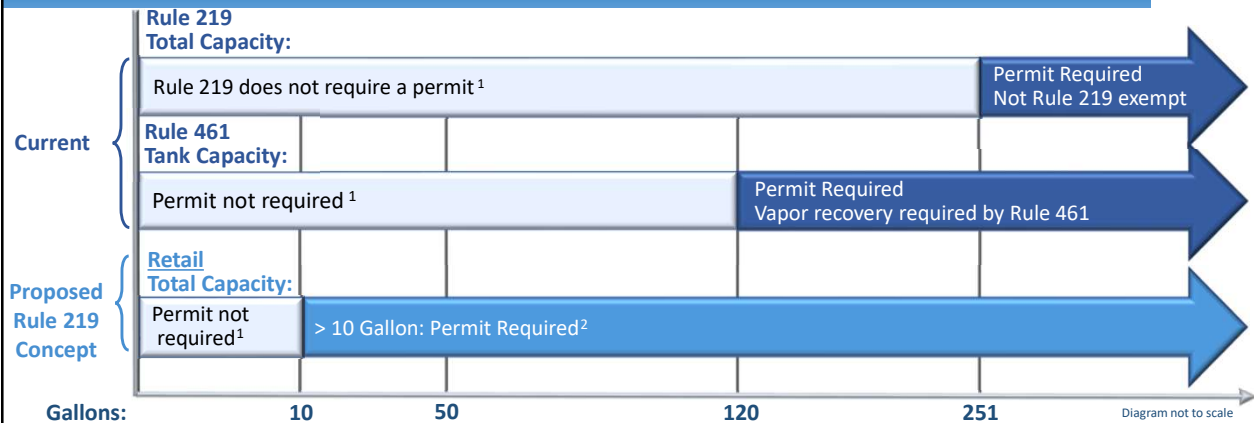 Rule 219
Total Capacity:
Rule 219 does not require a permit 1
Permit Required
Not Rule 219 exempt
Current
Rule 461
Tank Capacity:
Permit not required 1
Permit Required
Vapor recovery required by Rule 461
Retail
Total Capacity:
Proposed
Rule 219
Concept
Permit not
required1
> 10 Gallon: Permit Required2
Gallons:
10
50
120
251
Diagram not to scale